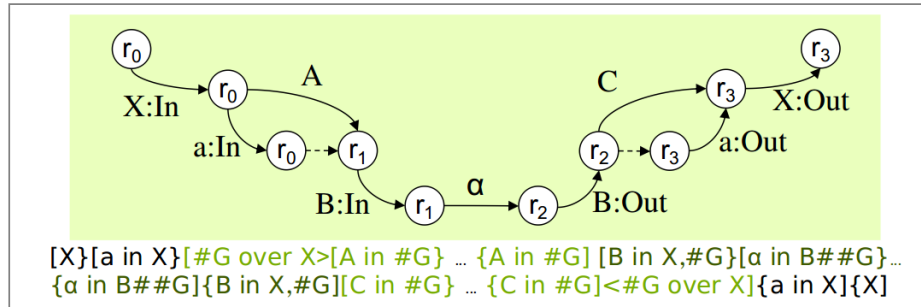 r₀ r₃
A C
r₀ r₃
X:In X:Out
a:In r₀ r₁ r₂ r₃ a:Out
B:In r₁ α r₂ B:Out
[X}[a in X}[#G over X>[A in #G} … {A in #G] [B in X,#G}[α in B##G}…
{α in B##G]{B in X,#G][C in #G} … {C in #G]<#G over X]{a in X]{X]